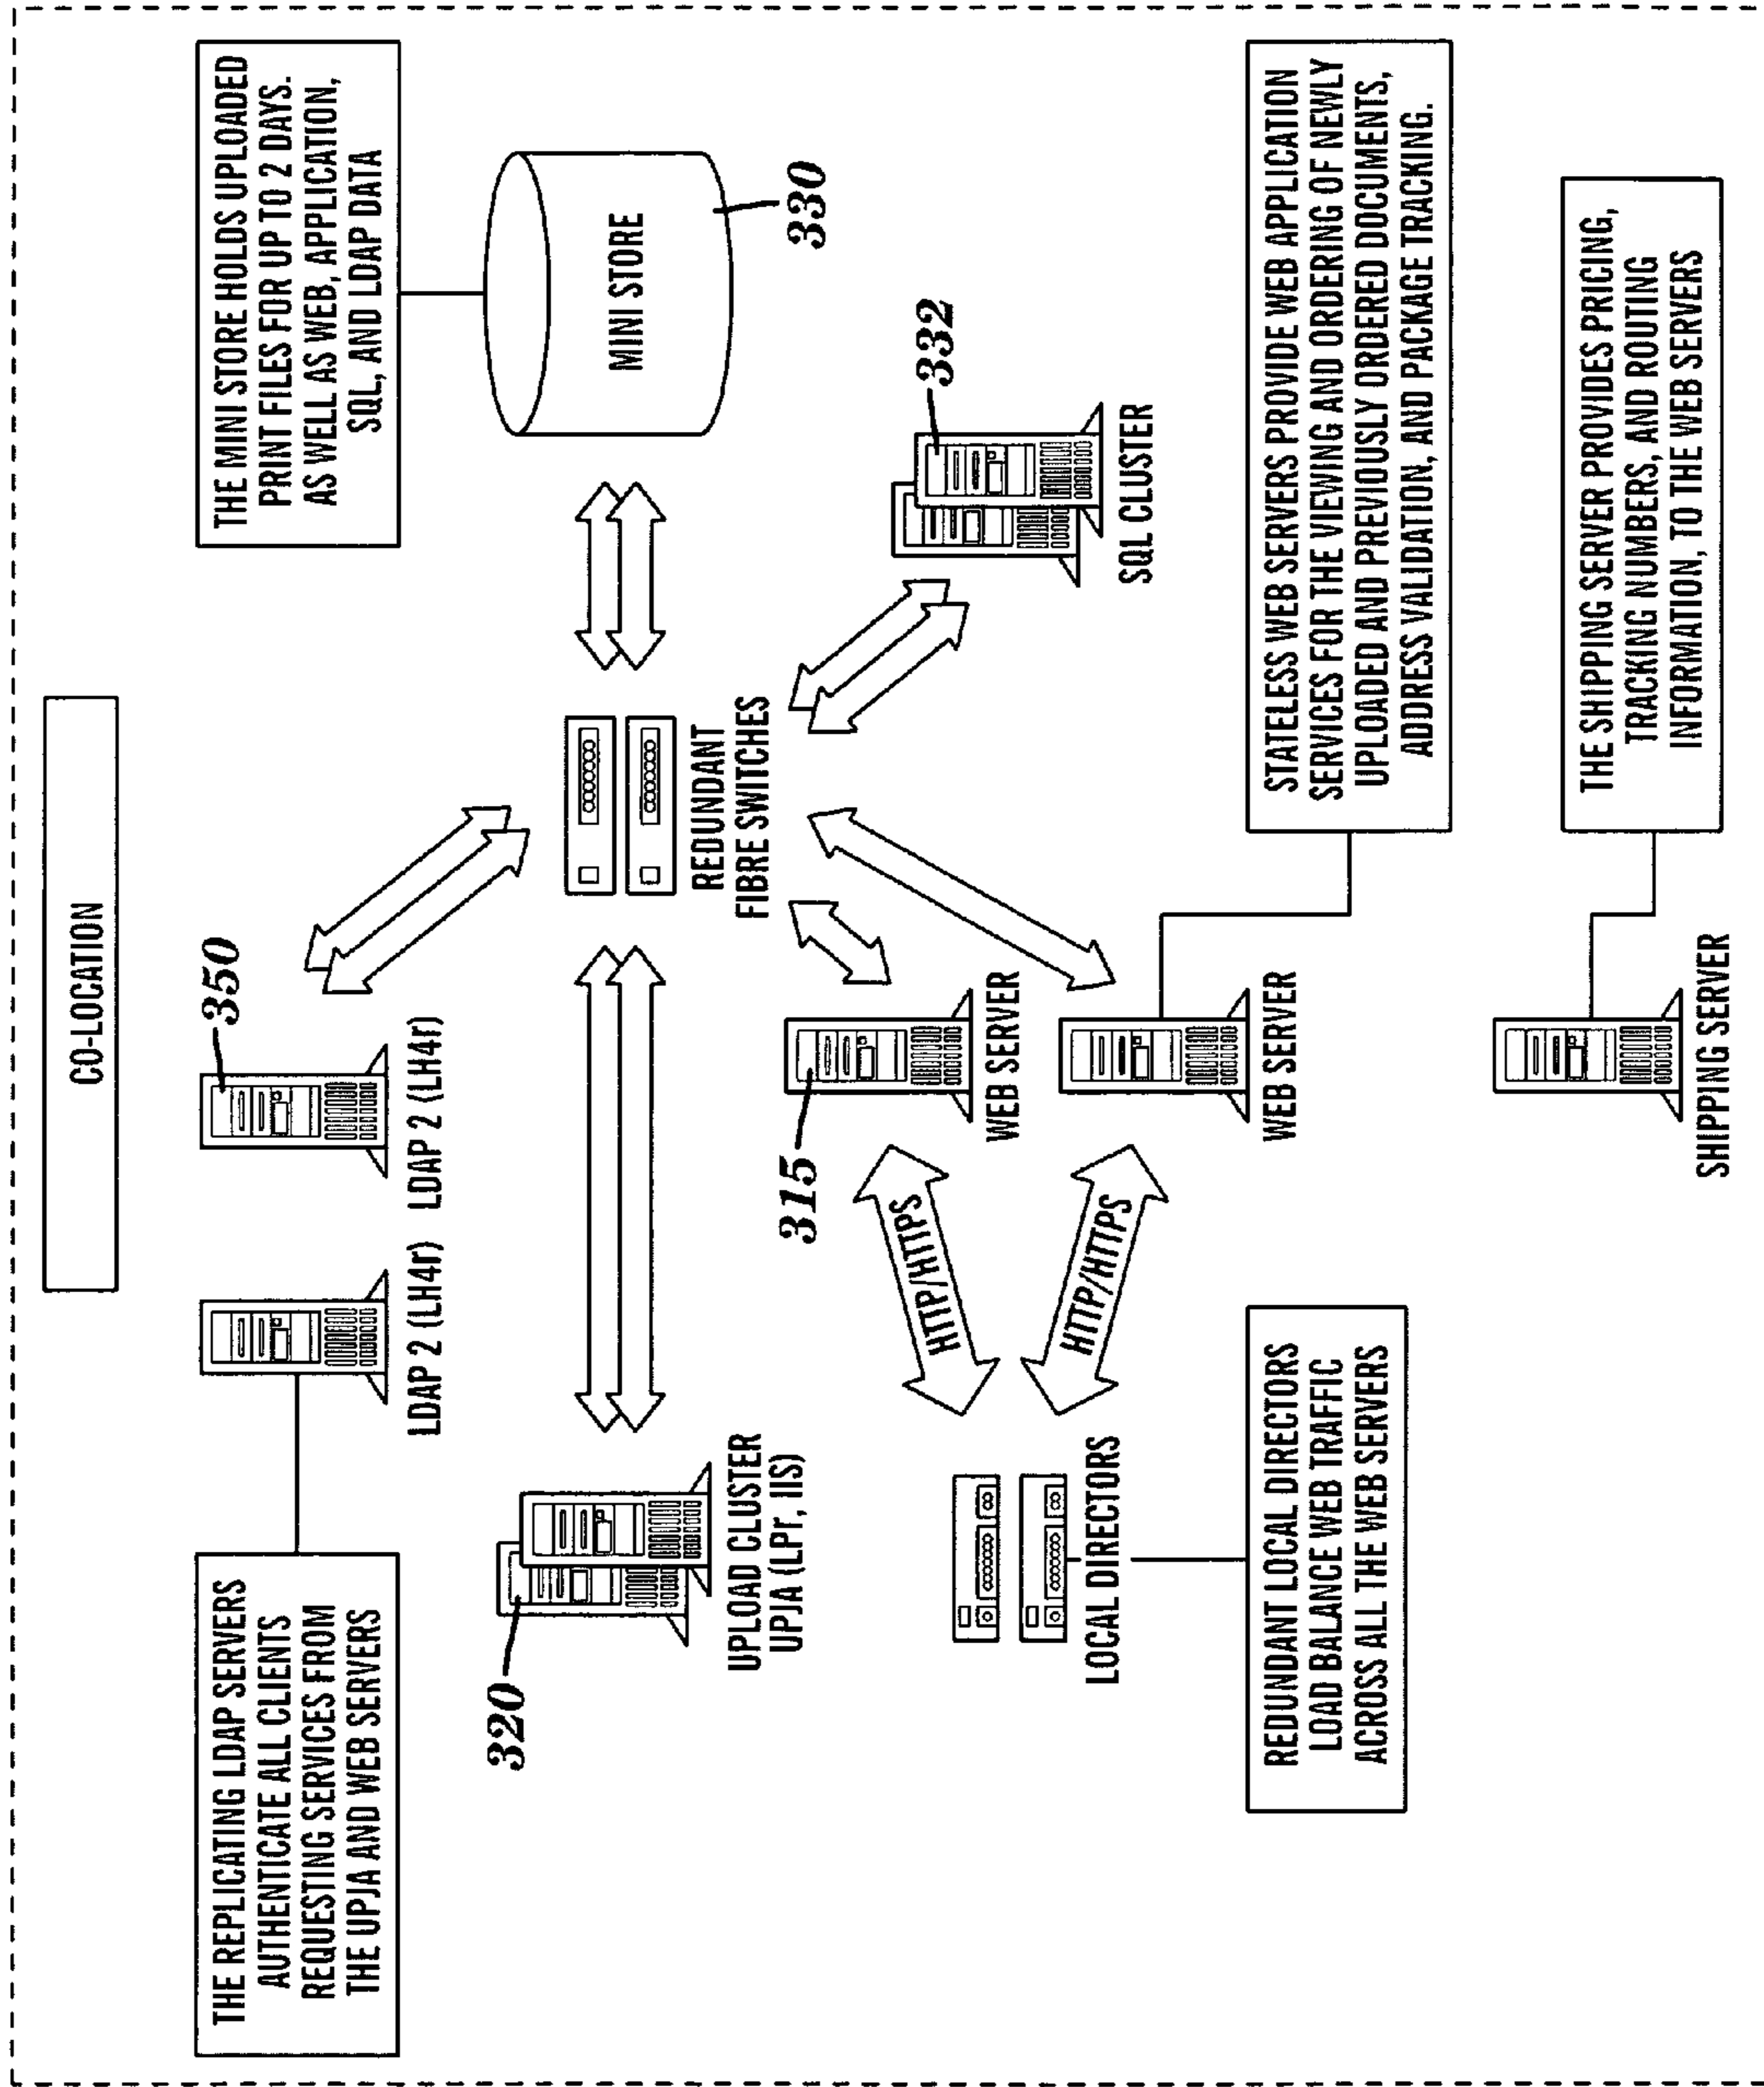 CO-LOCATION
THE REPLICATING LDAP SERVERS
AUTHENTICATE ALL CLIENTS
REQUESTING SERVICES FROM
THE UPJA AND WEB SERVERS
LDAP 2 (LH4r)
LDAP 2 (LH4r)
350
THE MINI STORE HOLDS UPLOADED
PRINT FILES FOR UP TO 2 DAYS.
AS WELL AS WEB, APPLICATION,
SQL, AND LDAP DATA
MINI STORE
330
320
UPLOAD CLUSTER
UPJA (LPr, IIS)
REDUNDANT
FIBRE SWITCHES
332
SQL CLUSTER
315
WEB SERVER
HTTP/HTTPS
HTTP/HTTPS
LOCAL DIRECTORS
WEB SERVER
REDUNDANT LOCAL DIRECTORS
LOAD BALANCE WEB TRAFFIC
ACROSS ALL THE WEB SERVERS
STATELESS WEB SERVERS PROVIDE WEB APPLICATION
SERVICES FOR THE VIEWING AND ORDERING OF NEWLY
UPLOADED AND PREVIOUSLY ORDERED DOCUMENTS,
ADDRESS VALIDATION, AND PACKAGE TRACKING.
SHIPPING SERVER
THE SHIPPING SERVER PROVIDES PRICING,
TRACKING NUMBERS, AND ROUTING
INFORMATION, TO THE WEB SERVERS